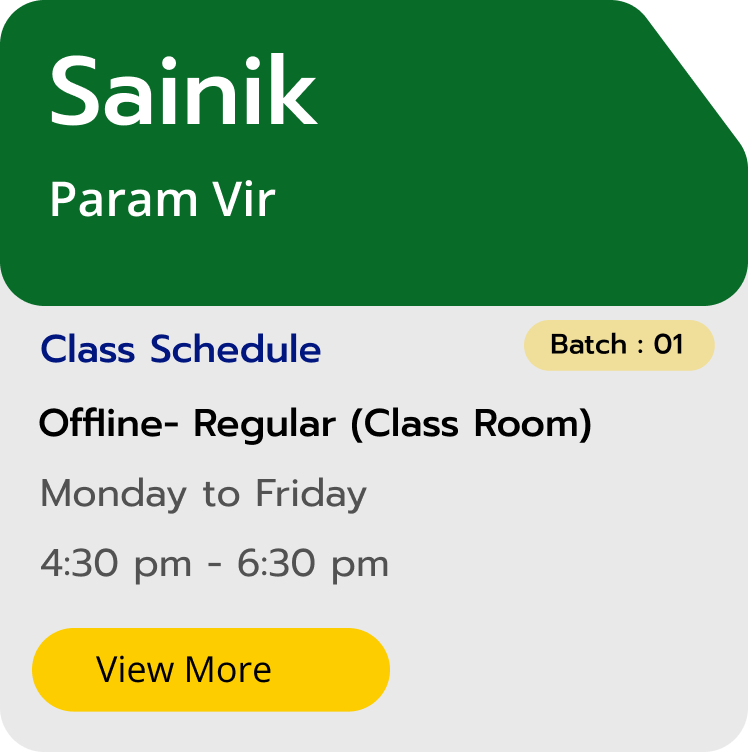 Sainik
Param Vir
Class Schedule
Batch : 01
Offline- Regular (Class Room)
Monday to Friday
4:30 pm - 6:30 pm
View More